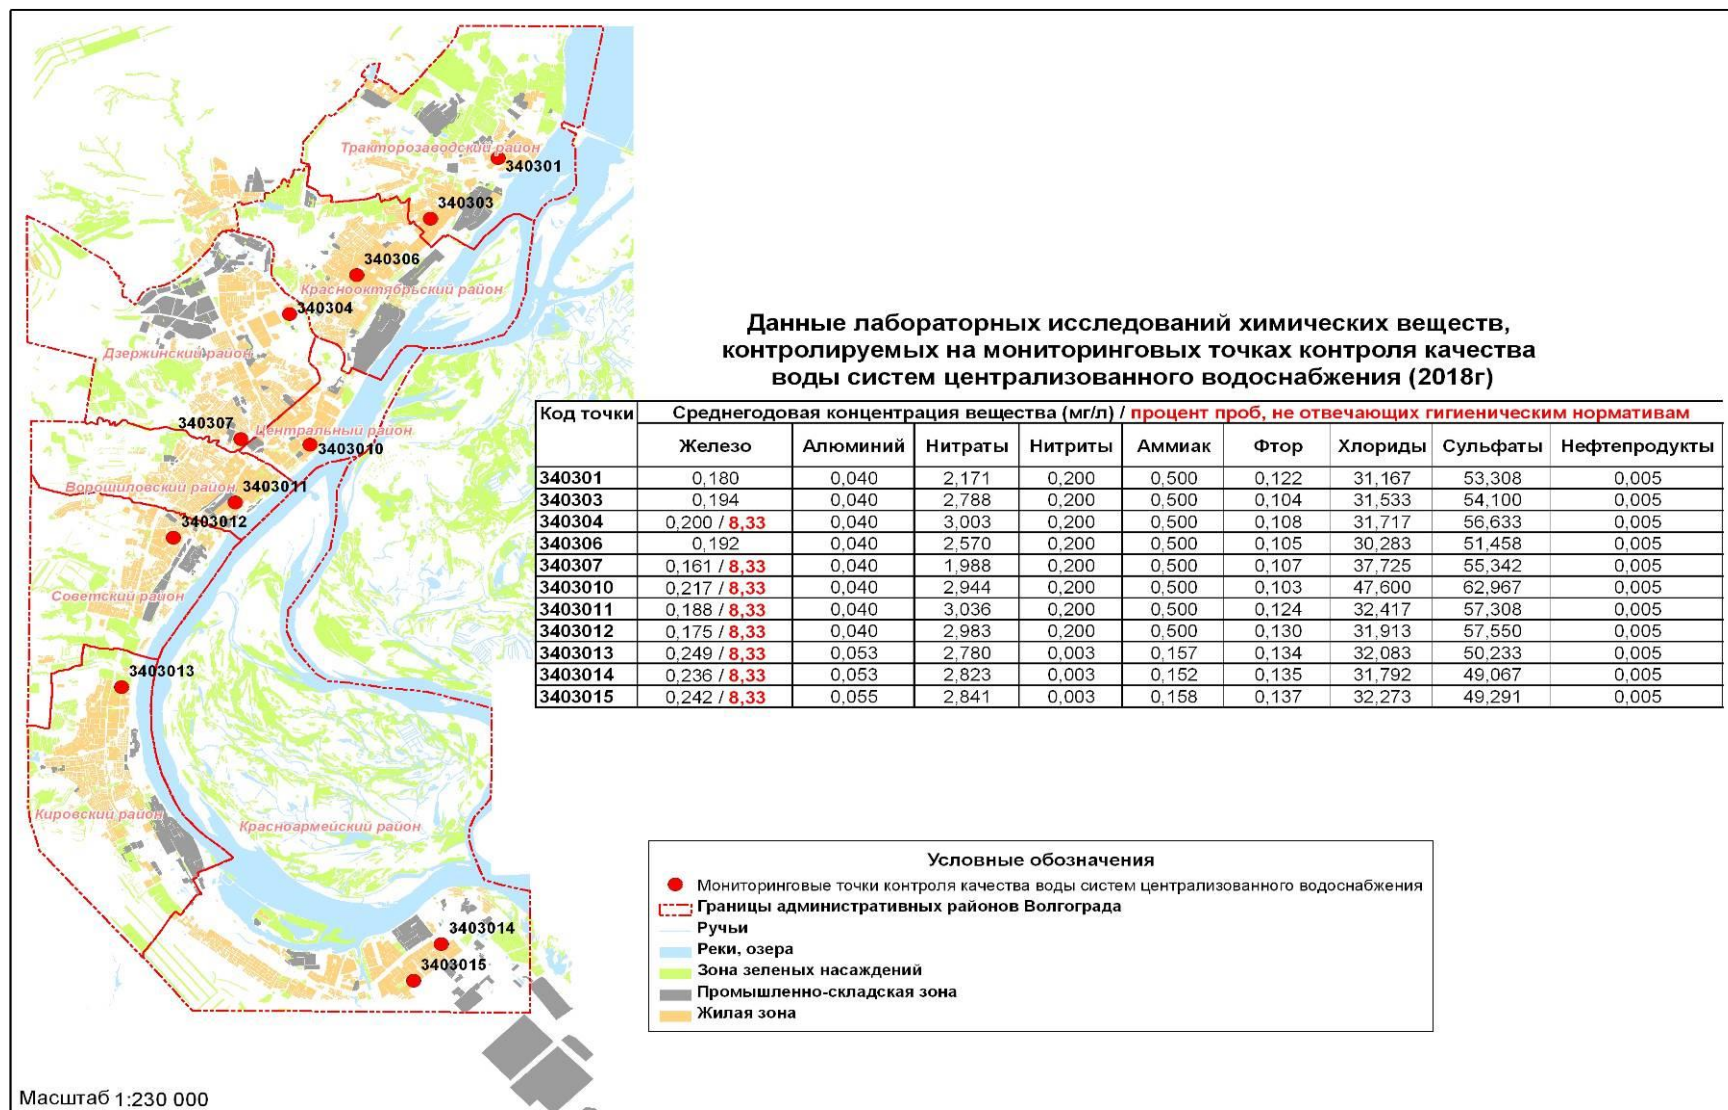 Тракторозаводский район
340301
340303
340306
Краснооктябрьский район
340304
Дзержинский район
340307
Центральный район
3403010
Ворошиловский район
3403011
3403012
Советский район
3403013
Кировский район
Красноармейский район
3403014
3403015
Масштаб 1:230 000
Данные лабораторных исследований химических веществ,
контролируемых на мониторинговых точках контроля качества
воды систем централизованного водоснабжения (2018г)
Код точки Среднегодовая концентрация вещества (мг/л) / процент проб, не отвечающих гигиеническим нормативам
Железо Алюминий Нитраты Нитриты Аммиак Фтор Хлориды Сульфаты Нефтепродукты
340301 0,180 0,040 2,171 0,200 0,500 0,122 31,167 53,308 0,005
340303 0,194 0,040 2,788 0,200 0,500 0,104 31,533 54,100 0,005
340304 0,200 / 8,33 0,040 3,003 0,200 0,500 0,108 31,717 56,633 0,005
340306 0,192 0,040 2,570 0,200 0,500 0,105 30,283 51,458 0,005
340307 0,161 / 8,33 0,040 1,988 0,200 0,500 0,107 37,725 55,342 0,005
3403010 0,217 / 8,33 0,040 2,944 0,200 0,500 0,103 47,600 62,967 0,005
3403011 0,188 / 8,33 0,040 3,036 0,200 0,500 0,124 32,417 57,308 0,005
3403012 0,175 / 8,33 0,040 2,983 0,200 0,500 0,130 31,913 57,550 0,005
3403013 0,249 / 8,33 0,053 2,780 0,003 0,157 0,134 32,083 50,233 0,005
3403014 0,236 / 8,33 0,053 2,823 0,003 0,152 0,135 31,792 49,067 0,005
3403015 0,242 / 8,33 0,055 2,841 0,003 0,158 0,137 32,273 49,291 0,005
Условные обозначения
Мониторинговые точки контроля качества воды систем централизованного водоснабжения
Границы административных районов Волгограда
Ручьи
Реки, озера
Зона зеленых насаждений
Промышленно-складская зона
Жилая зона